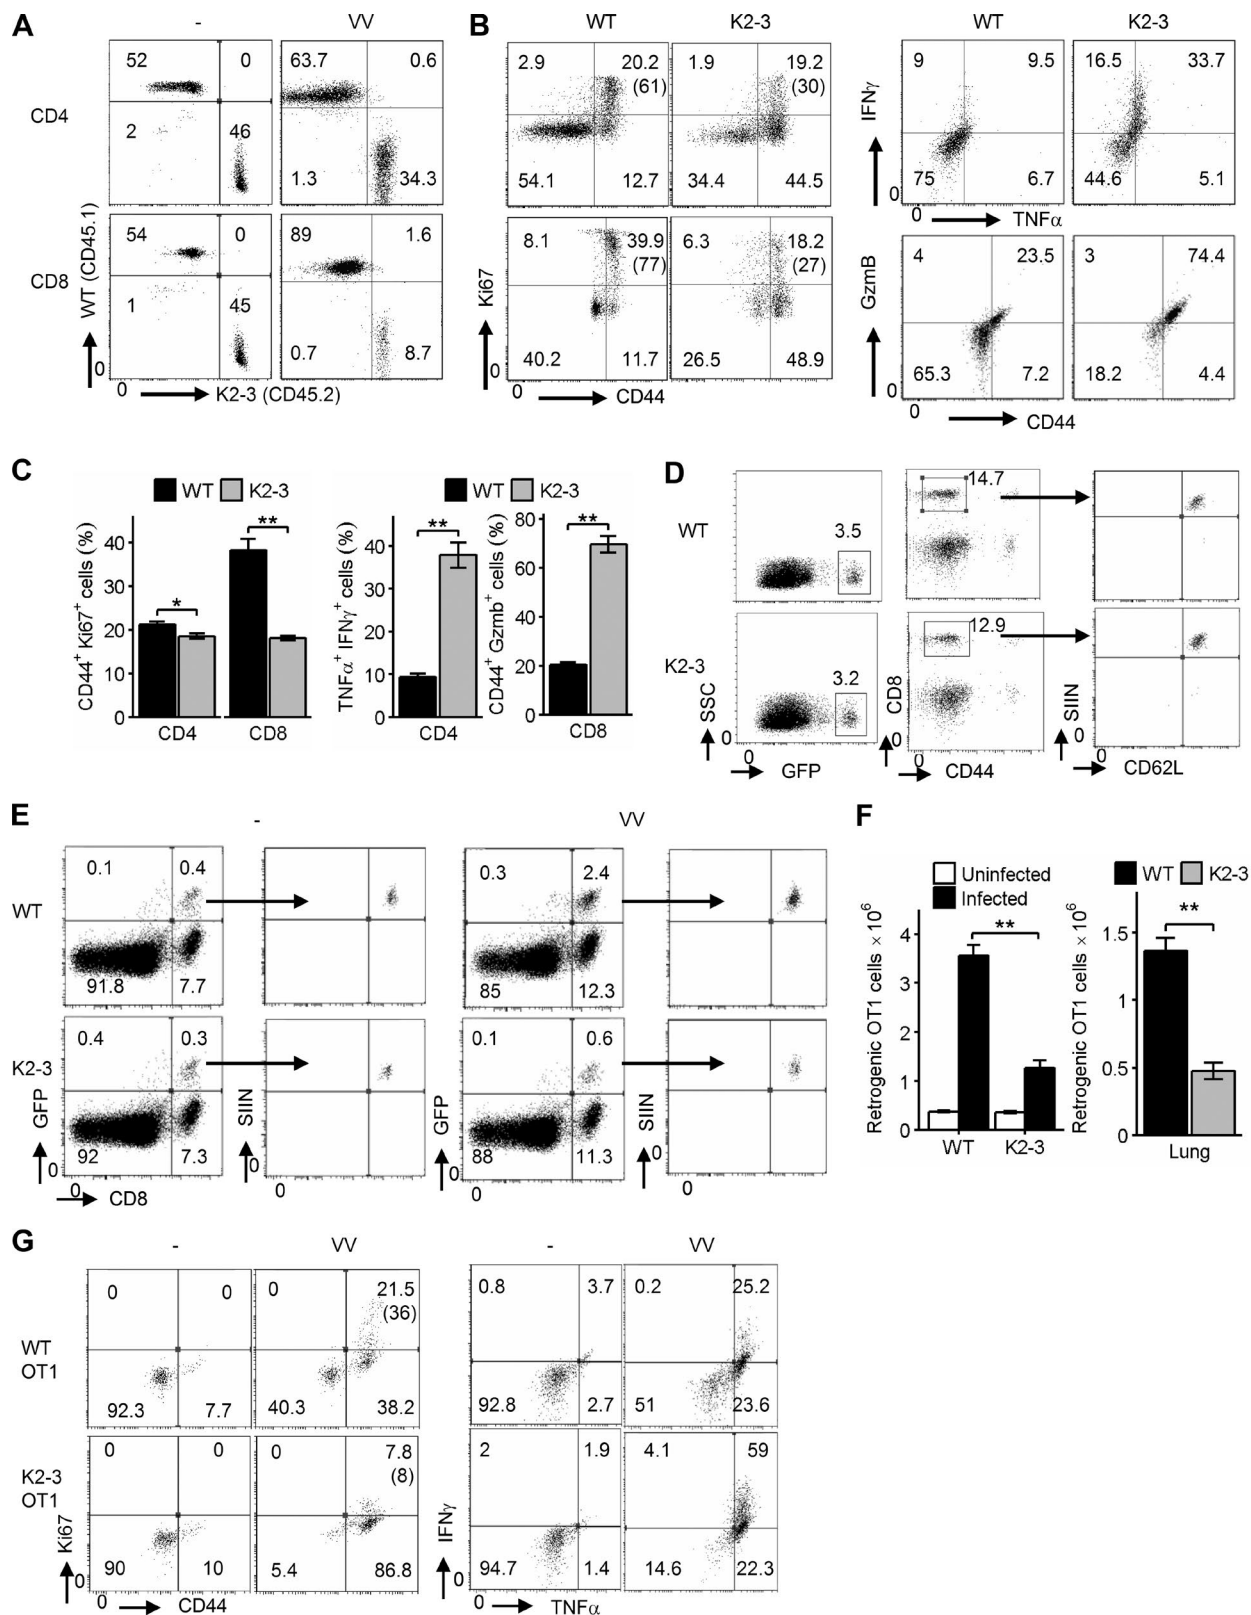 A
-
VV
CD4
52
0
2
46
63.7
0.6
1.3
34.3
CD8
54
0
1
45
89
1.6
0.7
8.7
WT (CD45.1)
0
0
K2-3 (CD45.2)
B
WT
K2-3
2.9
20.2
(61)
54.1
12.7
1.9
19.2
(30)
34.4
44.5
8.1
39.9
(77)
40.2
11.7
6.3
18.2
(27)
26.5
48.9
Ki67
0
0
CD44
WT
K2-3
IFNγ
9
9.5
75
6.7
16.5
33.7
44.6
5.1
0
0
TNFα
GzmB
4
23.5
65.3
7.2
3
74.4
18.2
4.4
0
0
CD44
C
WT
K2-3
CD44+ Ki67+ cells (%)
40
30
20
10
0
*
**
CD4
CD8
WT
K2-3
TNFα+ IFNγ+ cells (%)
40
30
20
10
0
**
CD4
CD44+ Gzmb+ cells (%)
80
60
40
20
0
**
CD8
D
WT
3.5
14.7
K2-3
3.2
12.9
SSC
0
0
GFP
CD8
0
0
CD44
SIIN
0
0
CD62L
E
-
VV
WT
0.1
0.4
91.8
7.7
0.3
2.4
85
12.3
K2-3
0.4
0.3
92
7.3
0.1
0.6
88
11.3
GFP
0
0
CD8
SIIN
0
0
GFP
0
0
SIIN
0
0
F
Uninfected
Infected
Retrogenic OT1 cells × 10^6
4
3
2
1
0
**
WT
K2-3
WT
K2-3
Retrogenic OT1 cells × 10^6
1.5
1
0.5
0
**
Lung
G
-
VV
-
VV
WT
OT1
0
0
92.3
7.7
0
21.5
(36)
40.3
38.2
0.8
3.7
92.8
2.7
0.2
25.2
51
23.6
K2-3
OT1
0
0
90
10
0
7.8
(8)
5.4
86.8
2
1.9
94.7
1.4
4.1
59
14.6
22.3
Ki67
0
0
CD44
IFNγ
0
0
TNFα